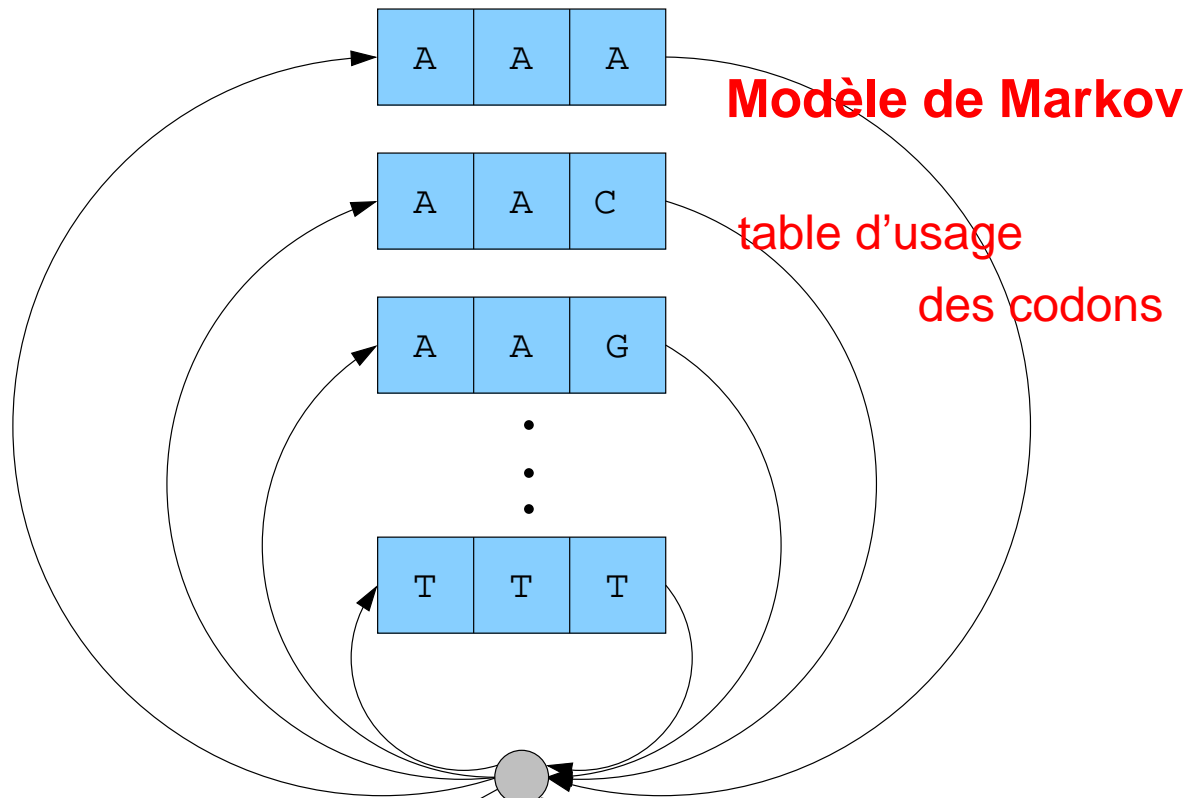 A A A
Modèle de Markov
A A C
table d'usage
des codons
A A G
T T T